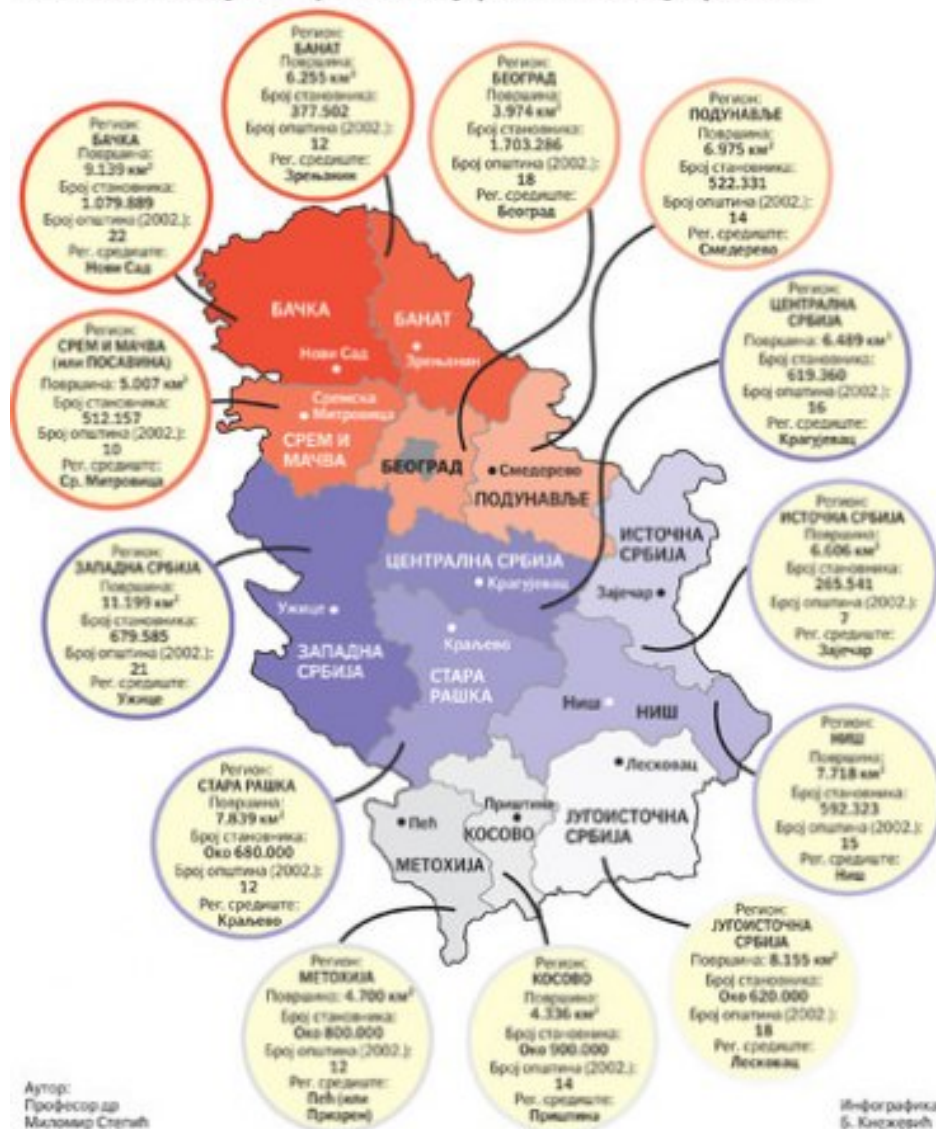 Регион:
БАНАТ
Површина:
6.255 км²
Број становника:
377.502
Број општина (2002.):
12
Рег. средиште:
Зрењанин
Регион:
БЕОГРАД
Површина:
3.974 км²
Број становника:
1.703.286
Број општина (2002.):
18
Рег. средиште:
Београд
Регион:
ПОДУНАВЉЕ
Површина:
6.975 км²
Број становника:
522.331
Број општина (2002.):
14
Рег. средиште:
Смедерево
Регион:
БАЧКА
Површина:
9.139 км²
Број становника:
1.079.889
Број општина (2002.):
22
Рег. средиште:
Нови Сад
Регион:
ЦЕНТРАЛНА
СРБИЈА
Површина: 6.489 км²
Број становника:
619.360
Број општина (2002.):
16
Рег. средиште:
Крагујевац
Регион:
СРЕМ И МАЧВА
(или ПОСАВИНА)
Површина: 5.007 км²
Број становника:
512.157
Број општина (2002.):
10
Рег. средиште:
Ср. Митровица
БАЧКА
БАНАТ
Нови Сад
Зрењанин
Сремска
Митровица
СРЕМ И
МАЧВА
БЕОГРАД
Смедерево
ПОДУНАВЉЕ
ИСТОЧНА
СРБИЈА
Зајечар
ЦЕНТРАЛНА СРБИЈА
Крагујевац
Ужице
Краљево
ЗАПАДНА
СРБИЈА
СТАРА
РАШКА
Ниш
НИШ
Лесковац
Пећ
Приштина
КОСОВО
МЕТОХИЈА
ЈУГОИСТОЧНА
СРБИЈА
Регион:
ИСТОЧНА СРБИЈА
Површина:
6.606 км²
Број становника:
265.541
Број општина (2002.):
7
Рег. средиште:
Зајечар
Регион:
ЗАПАДНА СРБИЈА
Површина:
11.199 км²
Број становника:
679.585
Број општина (2002.):
21
Рег. средиште:
Ужице
Регион:
НИШ
Површина:
7.718 км²
Број становника:
592.323
Број општина (2002.):
15
Рег. средиште:
Ниш
Регион:
СТАРА РАШКА
Површина:
7.839 км²
Број становника:
Око 680.000
Број општина (2002.):
12
Рег. средиште:
Краљево
Регион:
ЈУГОИСТОЧНА
СРБИЈА
Површина: 8.155 км²
Број становника:
Око 620.000
Број општина (2002.):
18
Рег. средиште:
Лесковац
Регион:
МЕТОХИЈА
Површина: 4.700 км²
Број становника:
Око 800.000
Број општина (2002.):
12
Рег. средиште:
Пећ (или
Призрен)
Регион:
КОСОВО
Површина:
4.336 км²
Број становника:
Око 900.000
Број општина (2002.):
14
Рег. средиште:
Приштина
Аутор:
Професор др
Миломир Степић
Инфографика
Б. Кнежевић